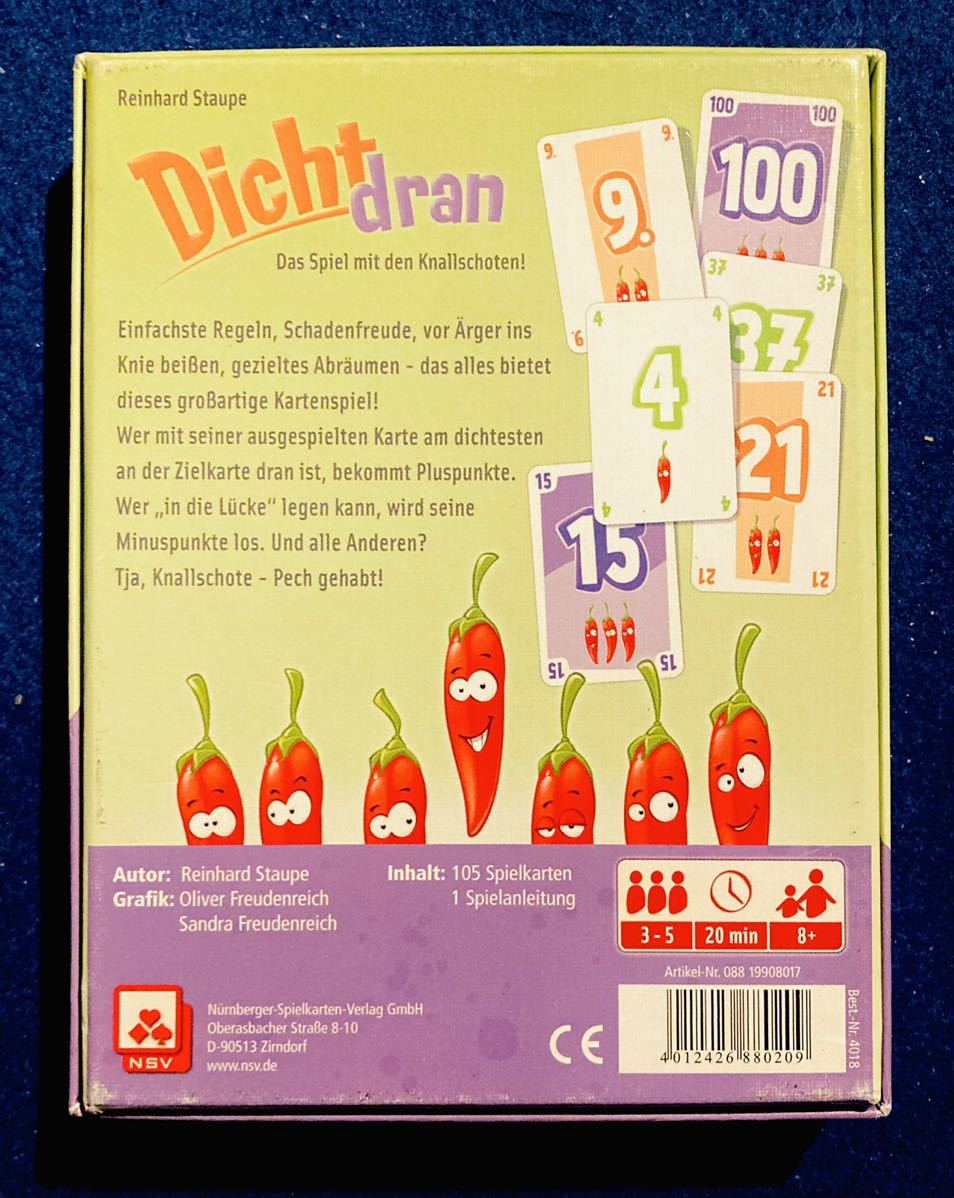 Reinhard Staupe
Dicht
dran
Das Spiel mit den Knallschoten!
Einfachste Regeln, Schadenfreude, vor Ärger ins
Knie beißen, gezieltes Abräumen - das alles bietet
dieses großartige Kartenspiel!
Wer mit seiner ausgespielten Karte am dichtesten
an der Zielkarte dran ist, bekommt Pluspunkte.
Wer „in die Lücke“ legen kann, wird seine
Minuspunkte los. Und alle Anderen?
Tja, Knallschote - Pech gehabt!
9. 9.
9.
9.
100 100
100
37 37
37
4 4
4
4 4
21
21
21 21
15
15
15 15
Autor: Reinhard Staupe
Grafik: Oliver Freudenreich
Sandra Freudenreich
Inhalt: 105 Spielkarten
1 Spielanleitung
3 - 5 20 min 8+
Artikel-Nr. 088 19908017
NSV
Nürnberger-Spielkarten-Verlag GmbH
Oberasbacher Straße 8-10
D-90513 Zirndorf
www.nsv.de
CE
4 012426 880209
Best.-Nr. 4018